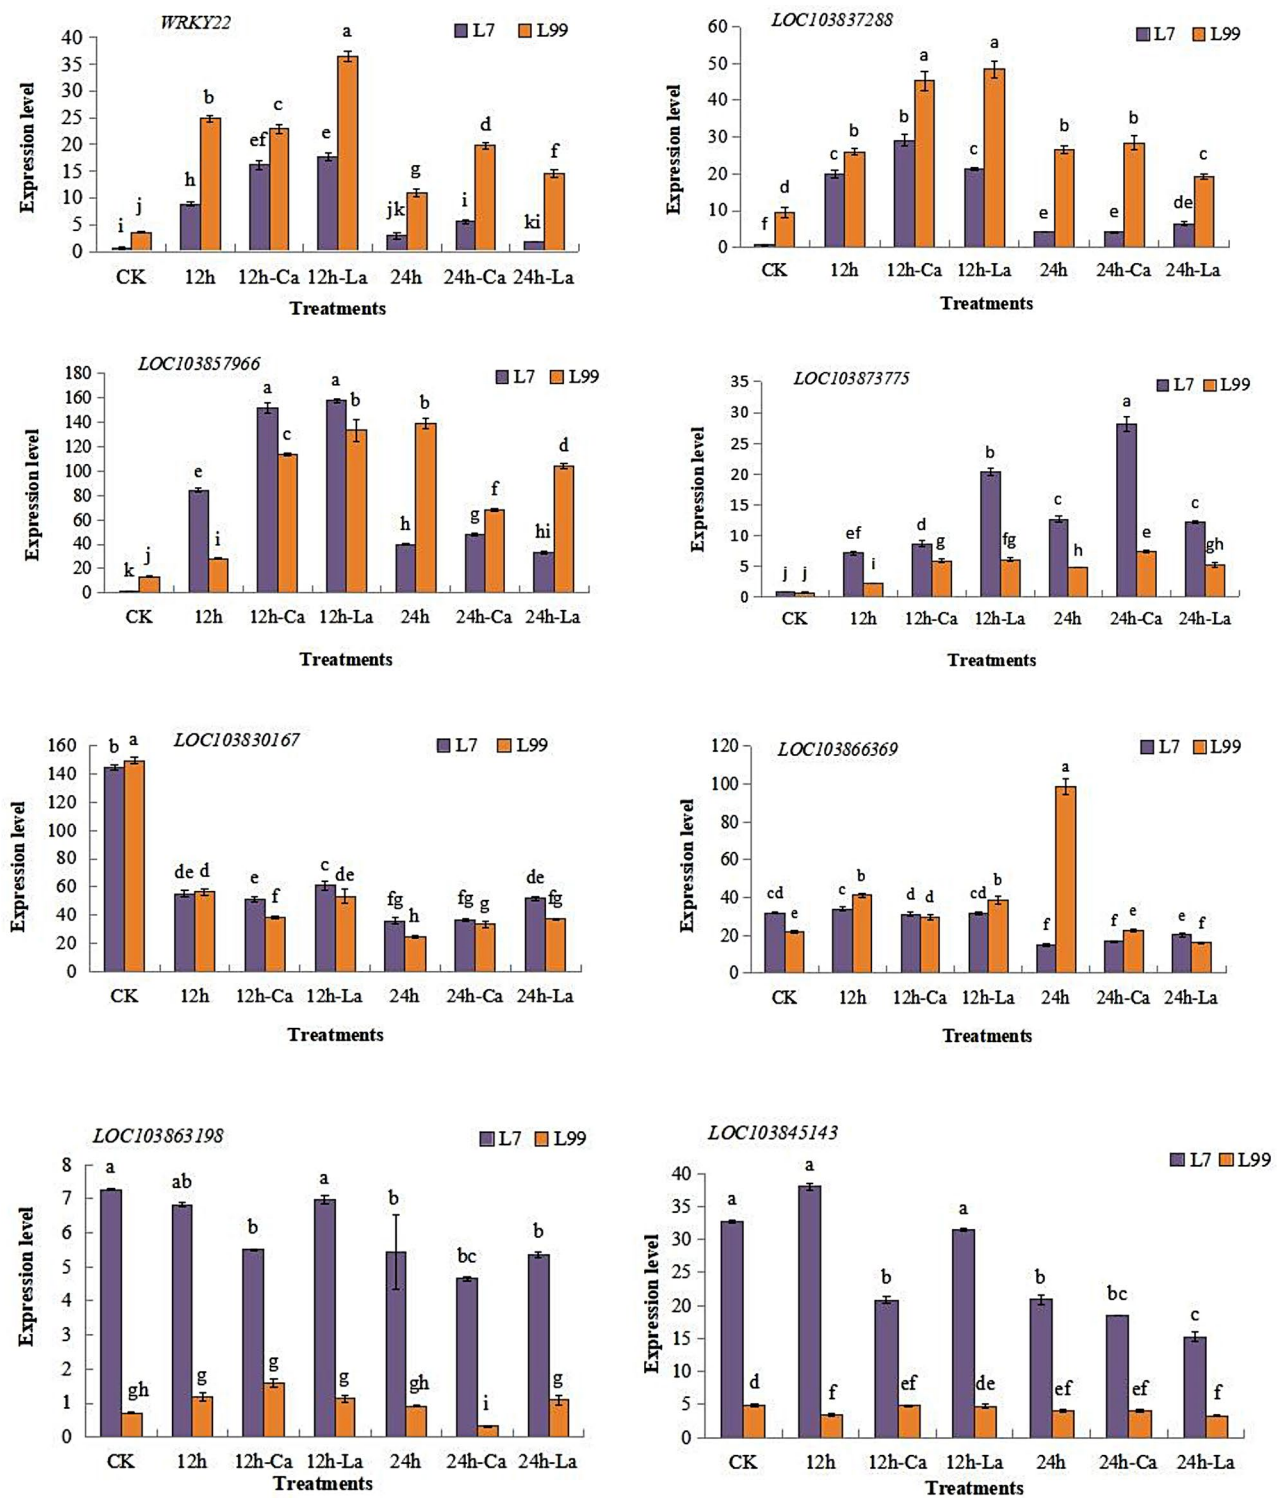 WRKY22
L7 L99
Expression level
40
35
30
25
20
15
10
5
0
i j h b ef c e a jk g i d ki f
CK 12h 12h-Ca 12h-La 24h 24h-Ca 24h-La
Treatments
LOC103837288
L7 L99
Expression level
60
50
40
30
20
10
0
f d c b b a c a e b e b de c
CK 12h 12h-Ca 12h-La 24h 24h-Ca 24h-La
Treatments
LOC103857966
L7 L99
Expression level
180
160
140
120
100
80
60
40
20
0
k j e i a c a b h b g f hi d
CK 12h 12h-Ca 12h-La 24h 24h-Ca 24h-La
Treatments
LOC103873775
L7 L99
Expression level
35
30
25
20
15
10
5
0
j j ef i d g b fg c h a e c gh
CK 12h 12h-Ca 12h-La 24h 24h-Ca 24h-La
Treatments
LOC103830167
L7 L99
Expression level
160
140
120
100
80
60
40
20
0
b a de d e f c de fg h fg g de fg
CK 12h 12h-Ca 12h-La 24h 24h-Ca 24h-La
Treatments
LOC103866369
L7 L99
Expression level
120
100
80
60
40
20
0
cd e c b d d cd b f a f e e f
CK 12h 12h-Ca 12h-La 24h 24h-Ca 24h-La
Treatments
LOC103863198
L7 L99
Expression level
8
7
6
5
4
3
2
1
0
a gh ab g b g a g b gh bc i b g
CK 12h 12h-Ca 12h-La 24h 24h-Ca 24h-La
Treatments
LOC103845143
L7 L99
Expression level
40
35
30
25
20
15
10
5
0
a d a f b ef a de b ef bc ef c f
CK 12h 12h-Ca 12h-La 24h 24h-Ca 24h-La
Treatments